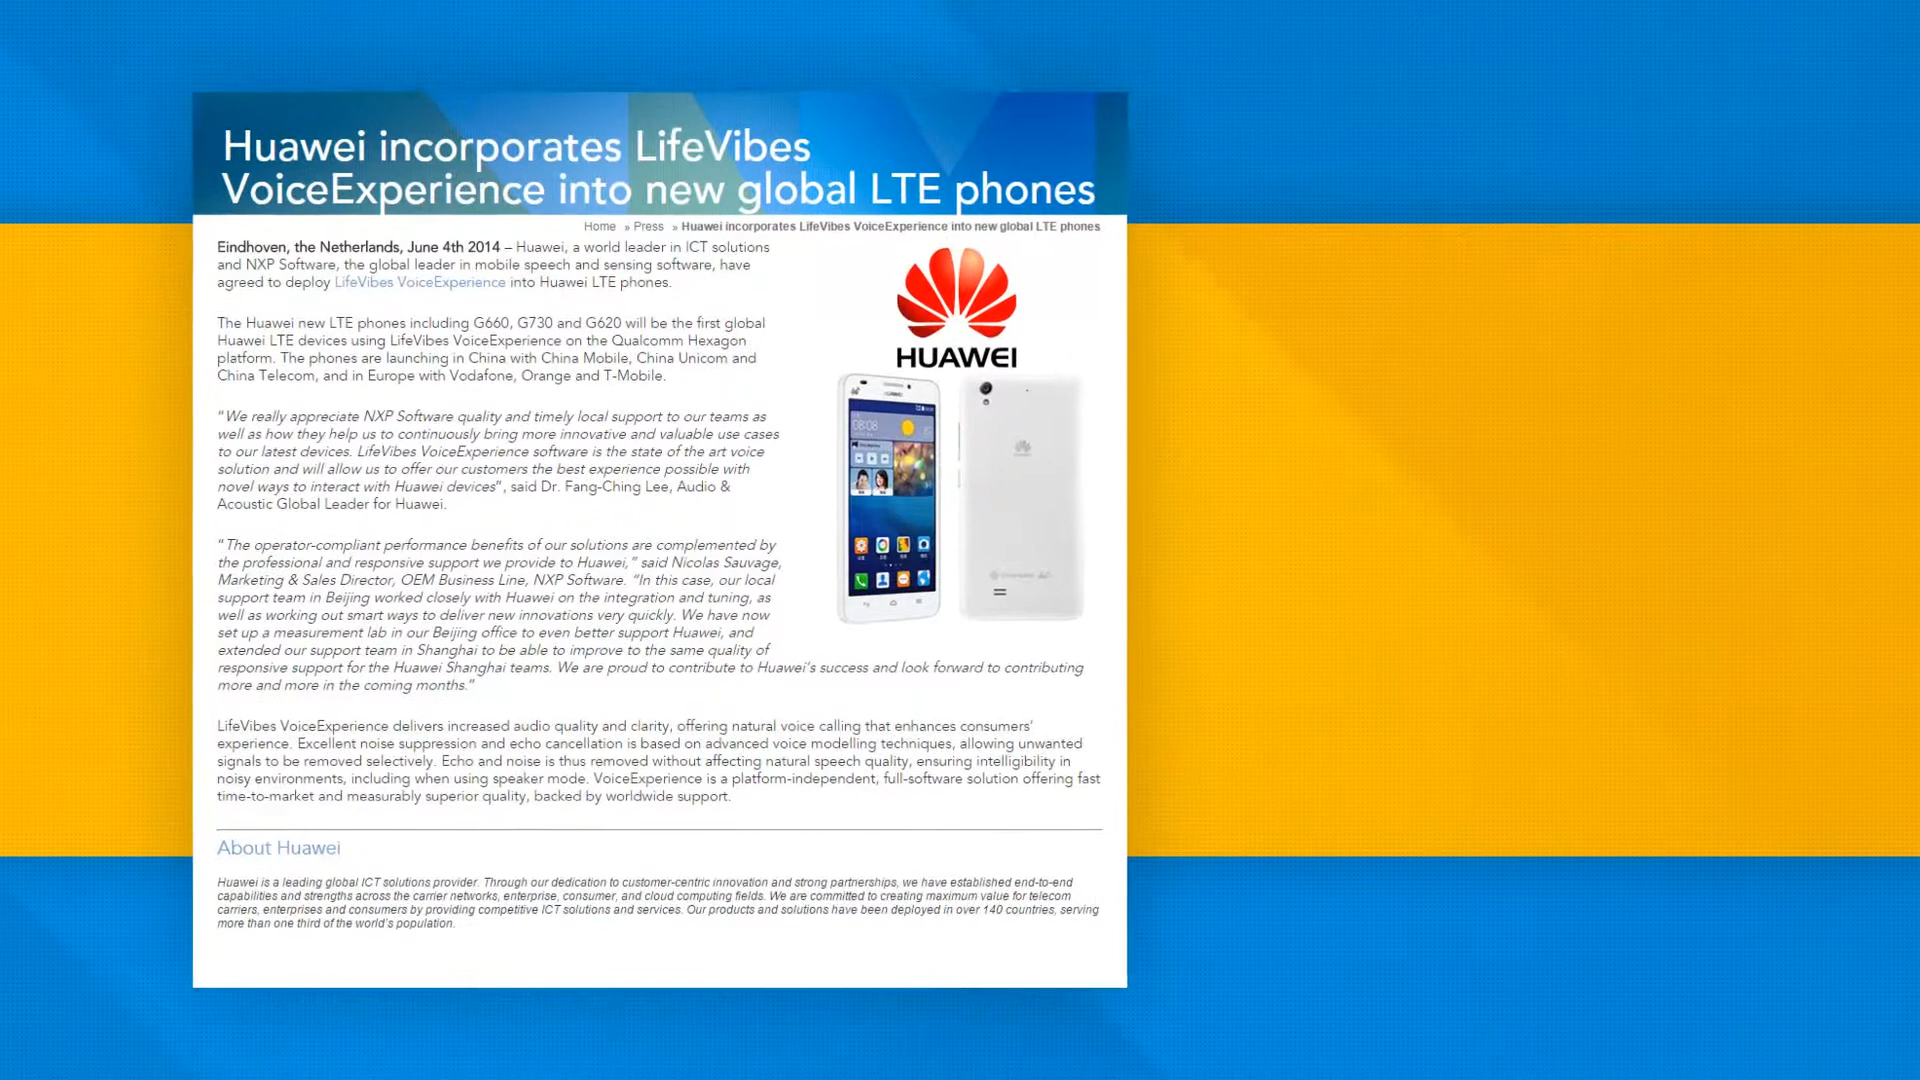 Huawei incorporates LifeVibes
VoiceExperience into new global LTE phones
Home » Press » Huawei incorporates LifeVibes VoiceExperience into new global LTE phones
Eindhoven, the Netherlands, June 4th 2014 – Huawei, a world leader in ICT solutions
and NXP Software, the global leader in mobile speech and sensing software, have
agreed to deploy LifeVibes VoiceExperience into Huawei LTE phones.
The Huawei new LTE phones including G660, G730 and G620 will be the first global
Huawei LTE devices using LifeVibes VoiceExperience on the Qualcomm Hexagon
platform. The phones are launching in China with China Mobile, China Unicom and
China Telecom, and in Europe with Vodafone, Orange and T-Mobile.
"We really appreciate NXP Software quality and timely local support to our teams as
well as how they help us to continuously bring more innovative and valuable use cases
to our latest devices. LifeVibes VoiceExperience software is the state of the art voice
solution and will allow us to offer our customers the best experience possible with
novel ways to interact with Huawei devices", said Dr. Fang-Ching Lee, Audio &
Acoustic Global Leader for Huawei.
"The operator-compliant performance benefits of our solutions are complemented by
the professional and responsive support we provide to Huawei," said Nicolas Sauvage,
Marketing & Sales Director, OEM Business Line, NXP Software. "In this case, our local
support team in Beijing worked closely with Huawei on the integration and tuning, as
well as working out smart ways to deliver new innovations very quickly. We have now
set up a measurement lab in our Beijing office to even better support Huawei, and
extended our support team in Shanghai to be able to improve to the same quality of
responsive support for the Huawei Shanghai teams. We are proud to contribute to Huawei's success and look forward to contributing
more and more in the coming months."
HUAWEI
HUAWEI
08:08
LifeVibes VoiceExperience delivers increased audio quality and clarity, offering natural voice calling that enhances consumers'
experience. Excellent noise suppression and echo cancellation is based on advanced voice modelling techniques, allowing unwanted
signals to be removed selectively. Echo and noise is thus removed without affecting natural speech quality, ensuring intelligibility in
noisy environments, including when using speaker mode. VoiceExperience is a platform-independent, full-software solution offering fast
time-to-market and measurably superior quality, backed by worldwide support.
About Huawei
Huawei is a leading global ICT solutions provider. Through our dedication to customer-centric innovation and strong partnerships, we have established end-to-end
capabilities and strengths across the carrier networks, enterprise, consumer, and cloud computing fields. We are committed to creating maximum value for telecom
carriers, enterprises and consumers by providing competitive ICT solutions and services. Our products and solutions have been deployed in over 140 countries, serving
more than one third of the world's population.